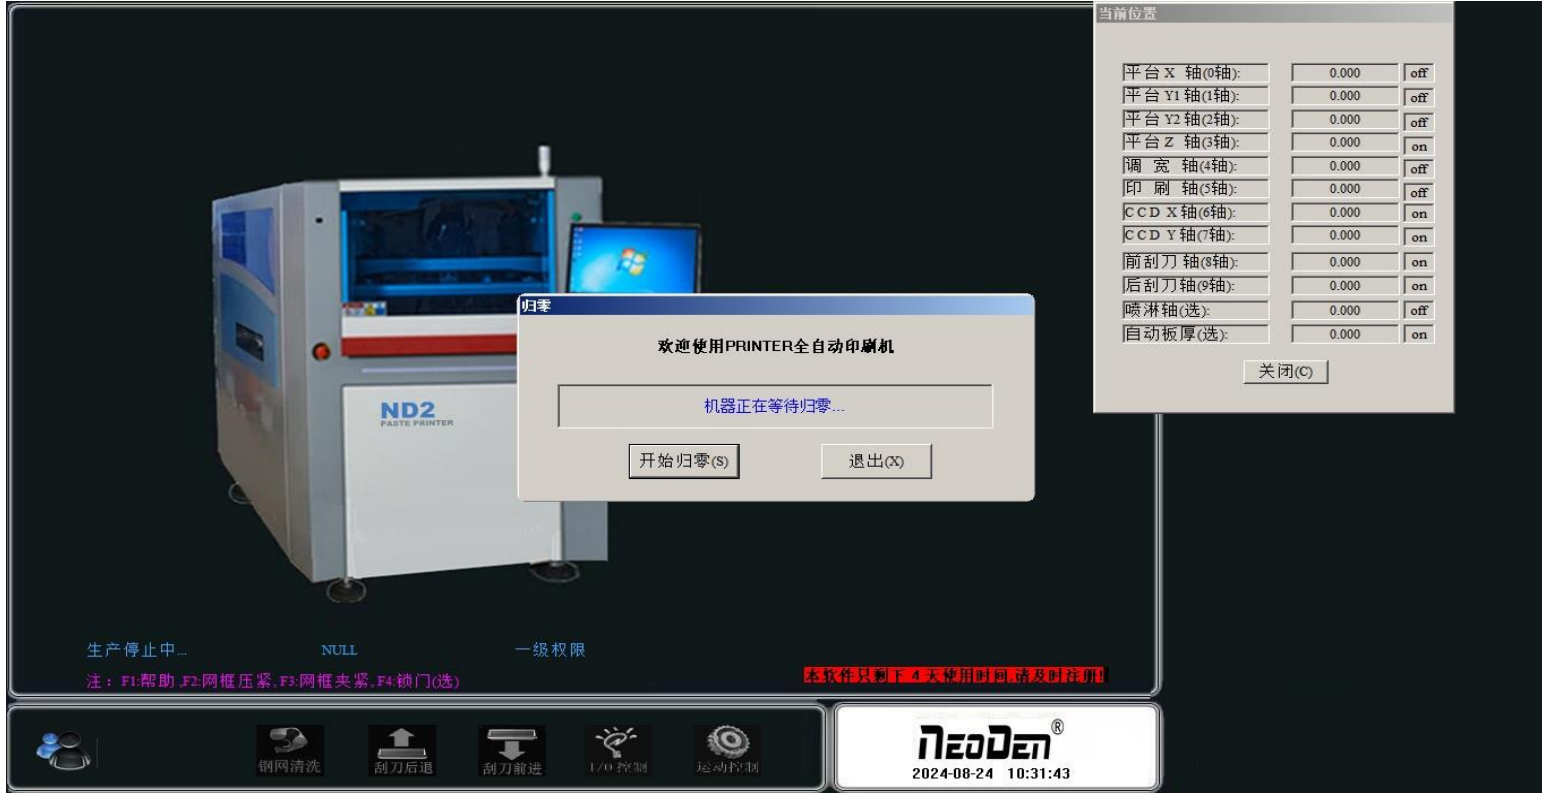 当前位置
平台 X 轴(0轴): 0.000 off
平台 Y1 轴(1轴): 0.000 off
平台 Y2 轴(2轴): 0.000 off
平台 Z 轴(3轴): 0.000 on
调 宽 轴(4轴): 0.000 off
印 刷 轴(5轴): 0.000 off
CCD X 轴(6轴): 0.000 on
CCD Y 轴(7轴): 0.000 on
前刮刀 轴(8轴): 0.000 on
后刮刀 轴(9轴): 0.000 on
喷淋轴(选): 0.000 off
自动板厚(选): 0.000 on
关闭(C)
归零
欢迎使用PRINTER全自动印刷机
机器正在等待归零...
开始归零(S) 退出(X)
ND2
PASTE PRINTER
生产停止中... NULL 一级权限
注：F1:帮助 ,F2:网框压紧,F3:网框夹紧,F4:锁门(选)
本软件只剩下 4 天使用时间,请及时注册!
钢网清洗 刮刀后退 刮刀前进 I/O 控制 运动控制
NEODEN®
2024-08-24 10:31:43